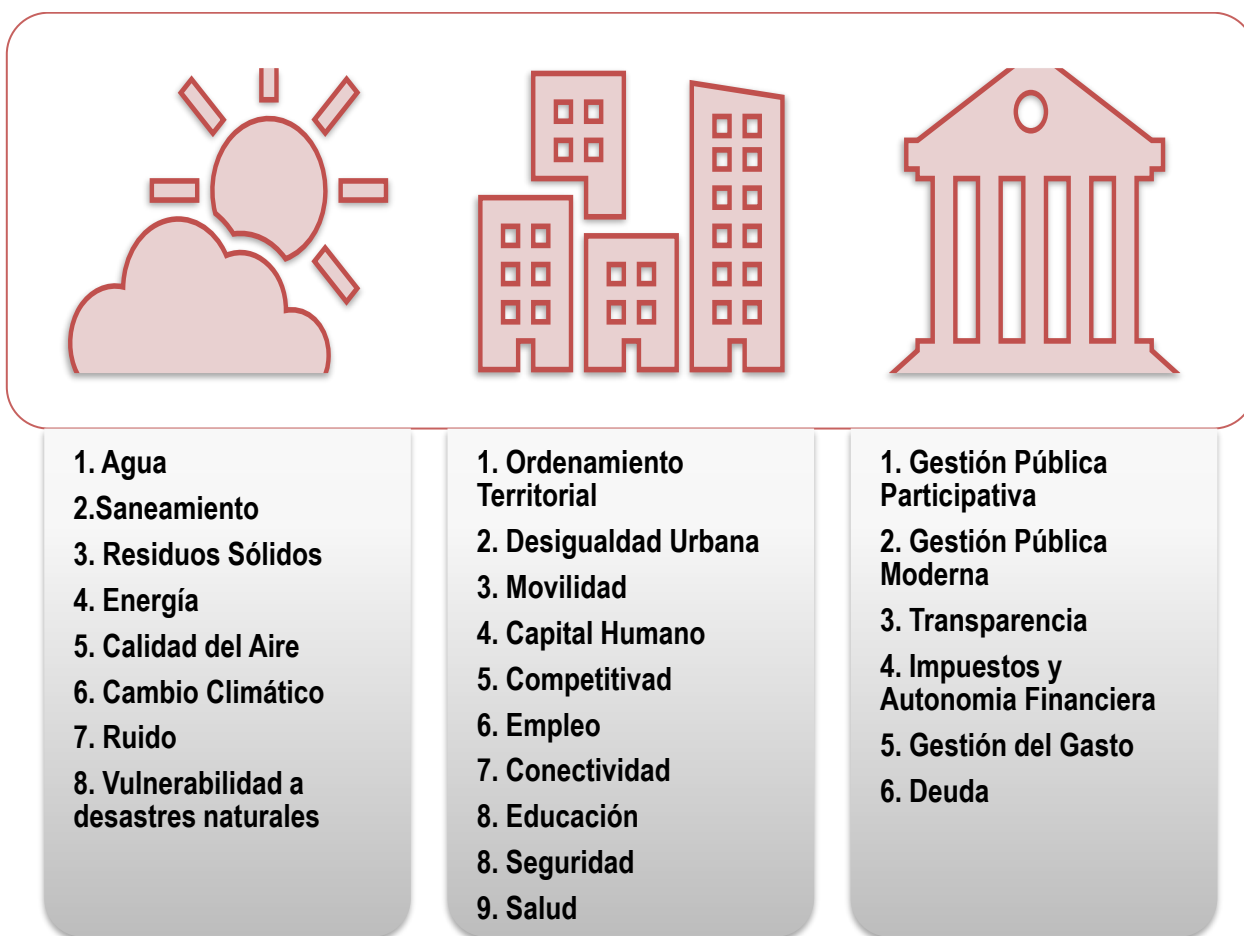 1. Agua
2.Saneamiento
3. Residuos Sólidos
4. Energía
5. Calidad del Aire
6. Cambio Climático
7. Ruido
8. Vulnerabilidad a
desastres naturales
1. Ordenamiento
Territorial
2. Desigualdad Urbana
3. Movilidad
4. Capital Humano
5. Competitivad
6. Empleo
7. Conectividad
8. Educación
8. Seguridad
9. Salud
1. Gestión Pública
Participativa
2. Gestión Pública
Moderna
3. Transparencia
4. Impuestos y
Autonomia Financiera
5. Gestión del Gasto
6. Deuda